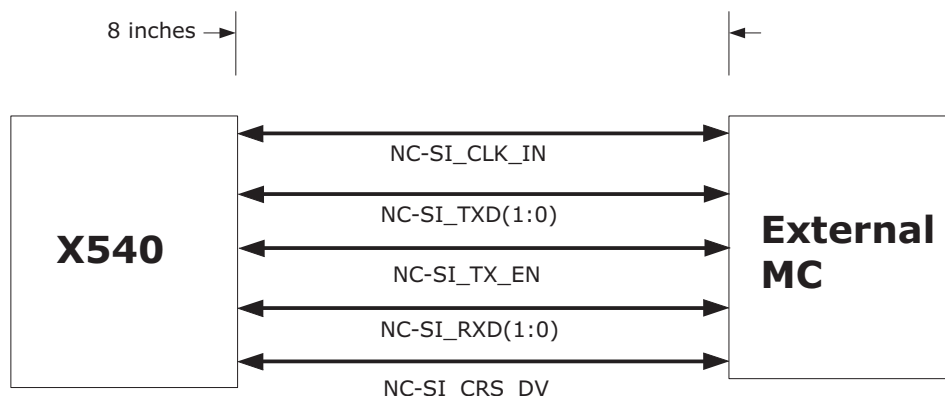 8 inches
NC-SI_CLK_IN
NC-SI_TXD(1:0)
X540
External
MC
NC-SI_TX_EN
NC-SI_RXD(1:0)
NC-SI_CRS_DV